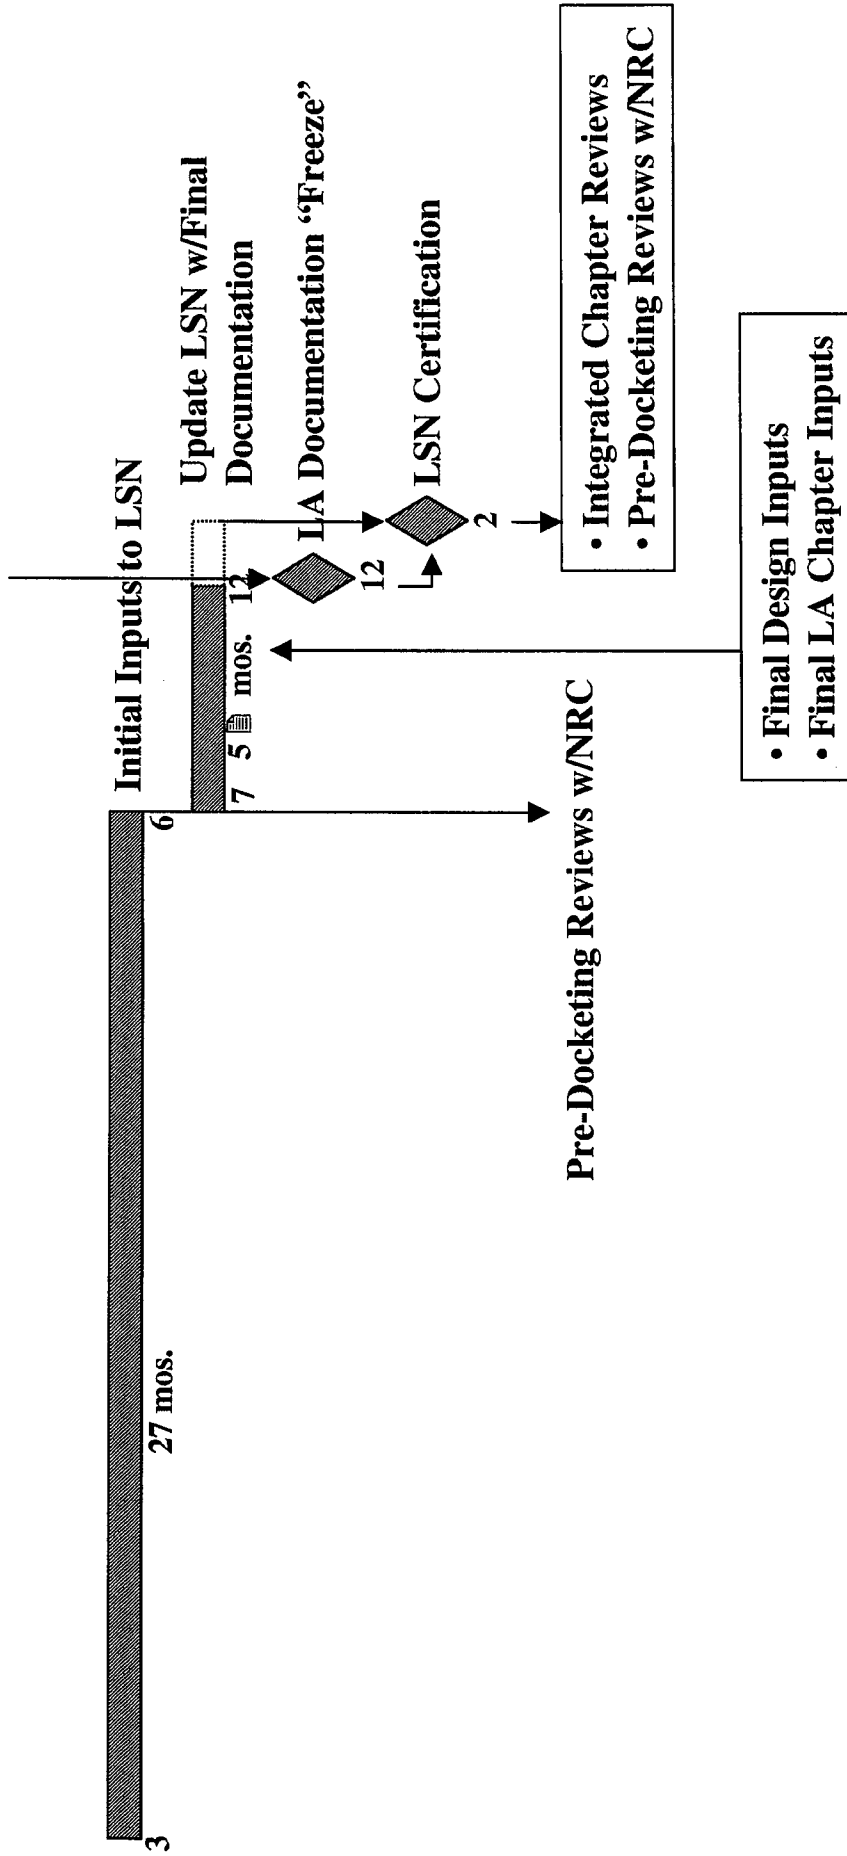 Initial Inputs to LSN
3
27 mos.
6
Update LSN w/Final
Documentation
7
5
mos.
12
LA Documentation “Freeze”
12
LSN Certification
2
Pre-Docketing Reviews w/NRC
• Integrated Chapter Reviews
• Pre-Docketing Reviews w/NRC
• Final Design Inputs
• Final LA Chapter Inputs